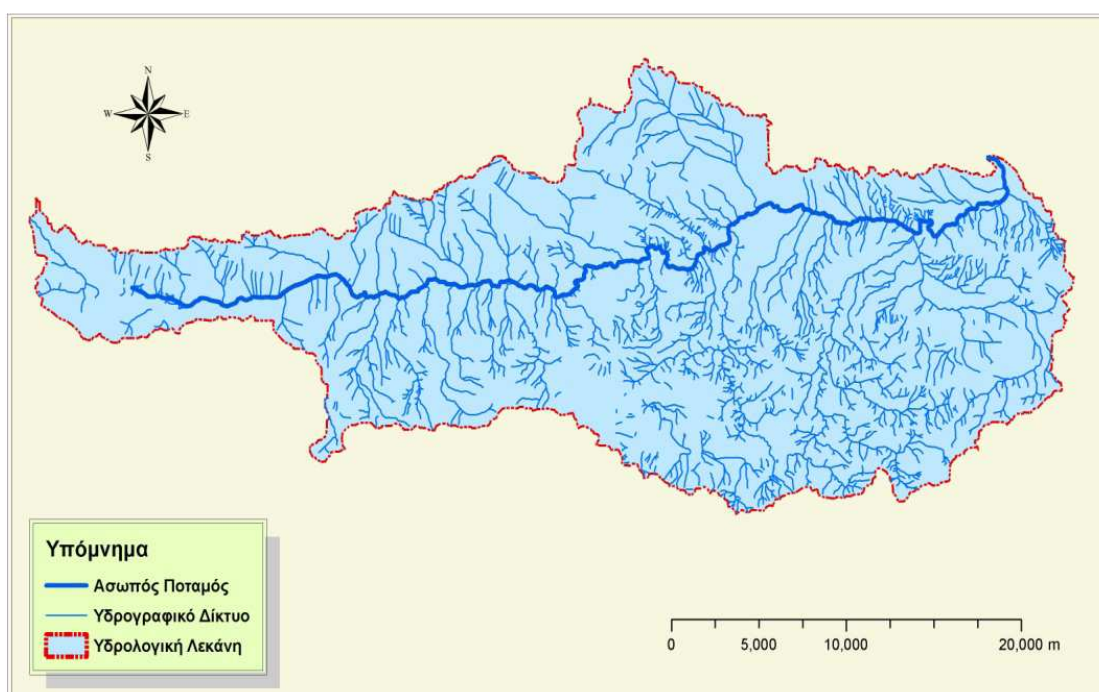 N
W E
S
Υπόμνημα
Ασωπός Ποταμός
Υδρογραφικό Δίκτυο
Υδρολογική Λεκάνη
0 5,000 10,000 20,000 m